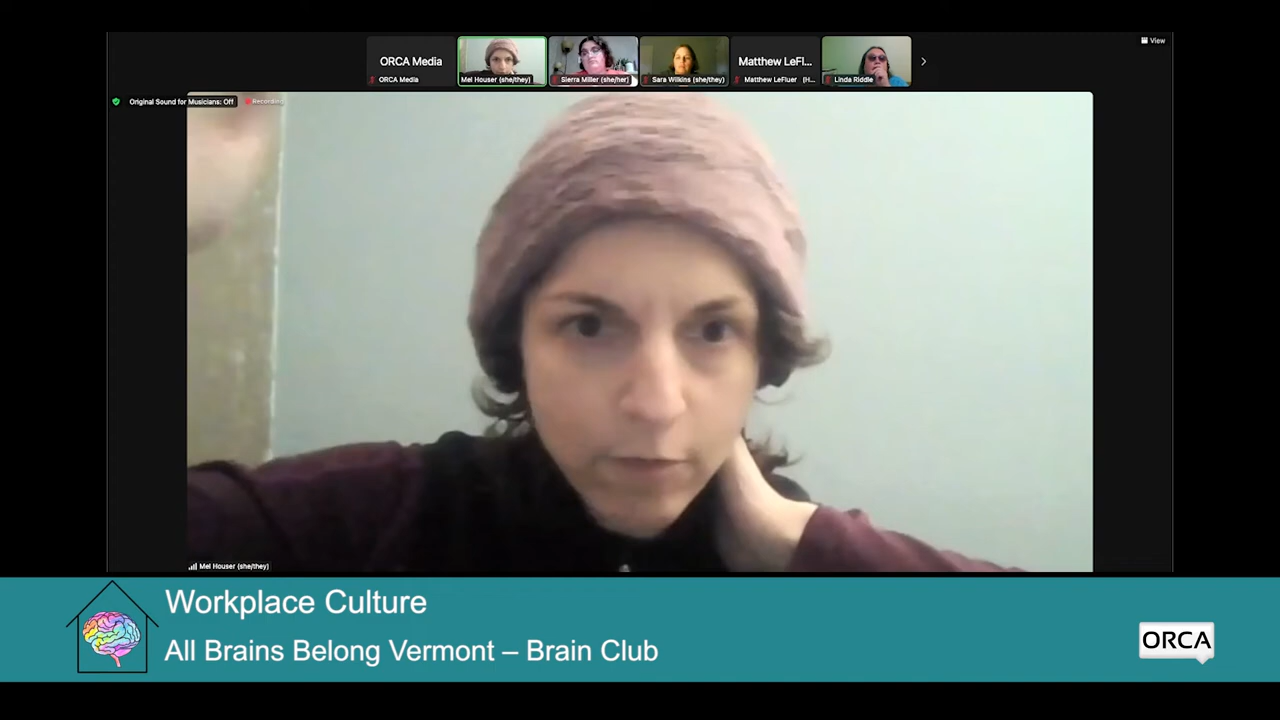 View
ORCA Media
ORCA Media
Mel Houser (she/they)
Sierra Miller (she/her)
Sara Wilkins (she/they)
Matthew LeFl...
Matthew LeFluer (H...
Linda Riddle
Original Sound for Musicians: Off
Recording
Mel Houser (she/they)
Workplace Culture
All Brains Belong Vermont – Brain Club
ORCA